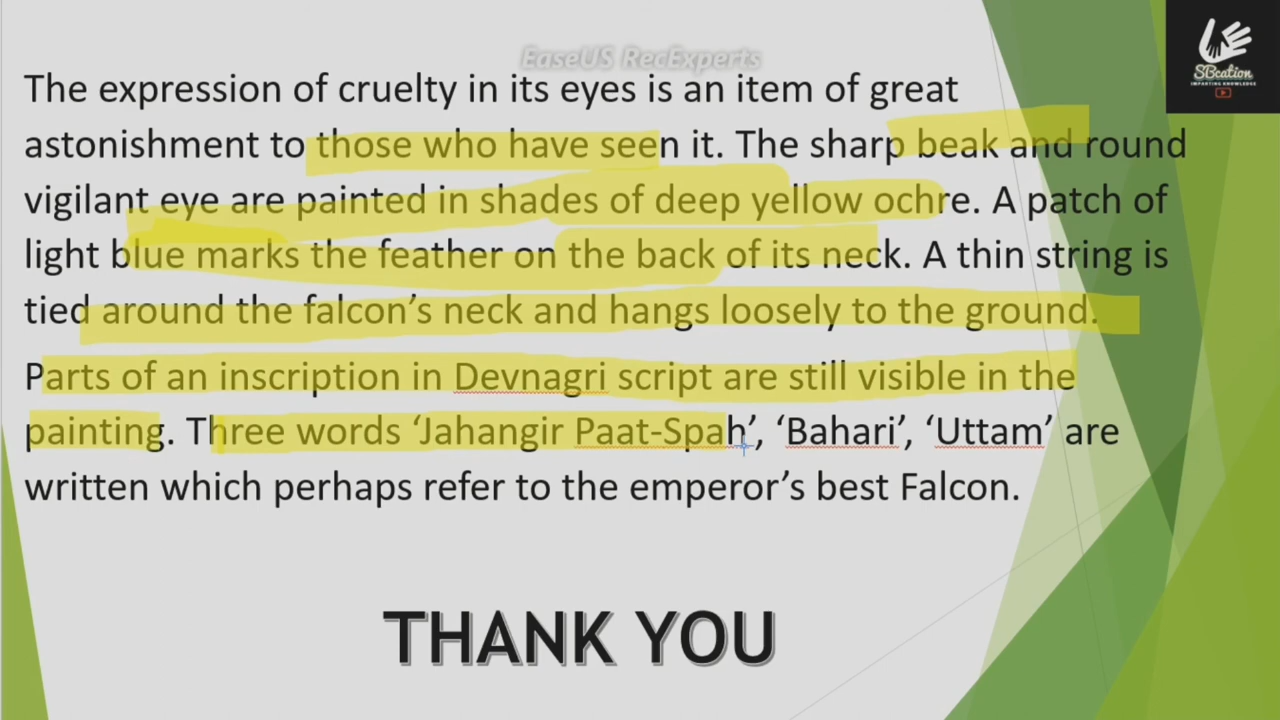 EaseUS RecExperts
SBcation
IMPARTING KNOWLEDGE
The expression of cruelty in its eyes is an item of great
astonishment to those who have seen it. The sharp beak and round
vigilant eye are painted in shades of deep yellow ochre. A patch of
light blue marks the feather on the back of its neck. A thin string is
tied around the falcon’s neck and hangs loosely to the ground.
Parts of an inscription in Devnagri script are still visible in the
painting. Three words ‘Jahangir Paat-Spah’, ‘Bahari’, ‘Uttam’ are
written which perhaps refer to the emperor’s best Falcon.
THANK YOU